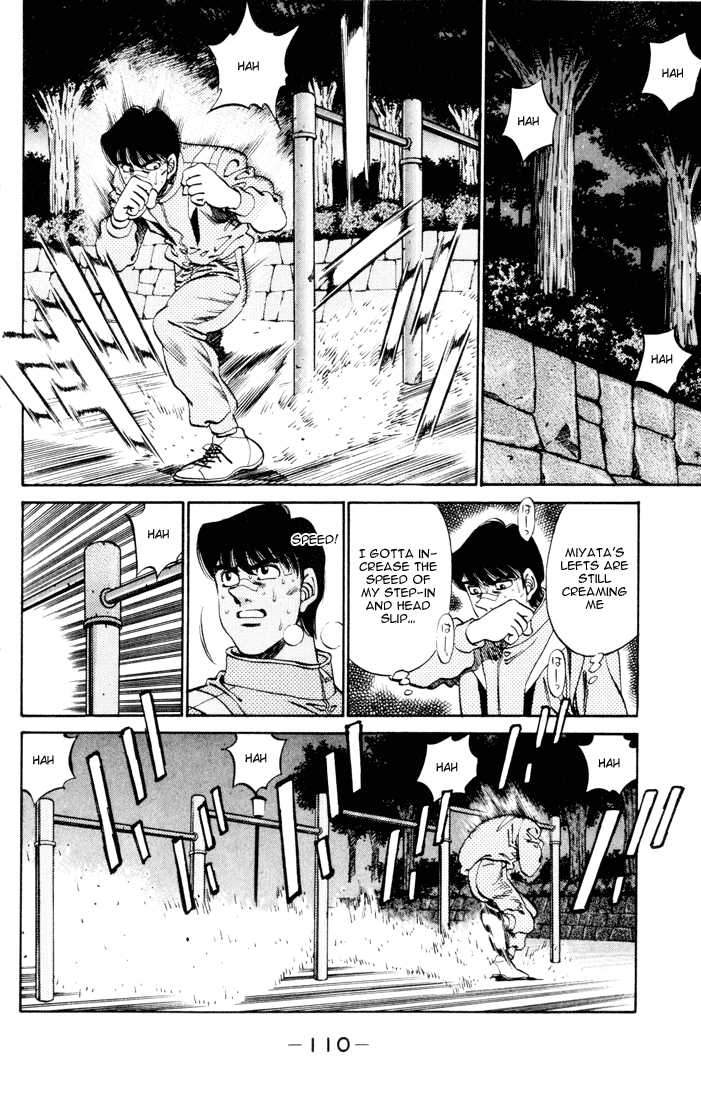 HAH
HAH
HAH
HAH
MIYATA'S
LEFTS ARE
STILL
CREAMING
ME
I GOTTA IN-
CREASE THE
SPEED OF
MY STEP-IN
AND HEAD
SLIP...
SPEED!
HAH
HAH
HAH
HAH
HAH
－110－